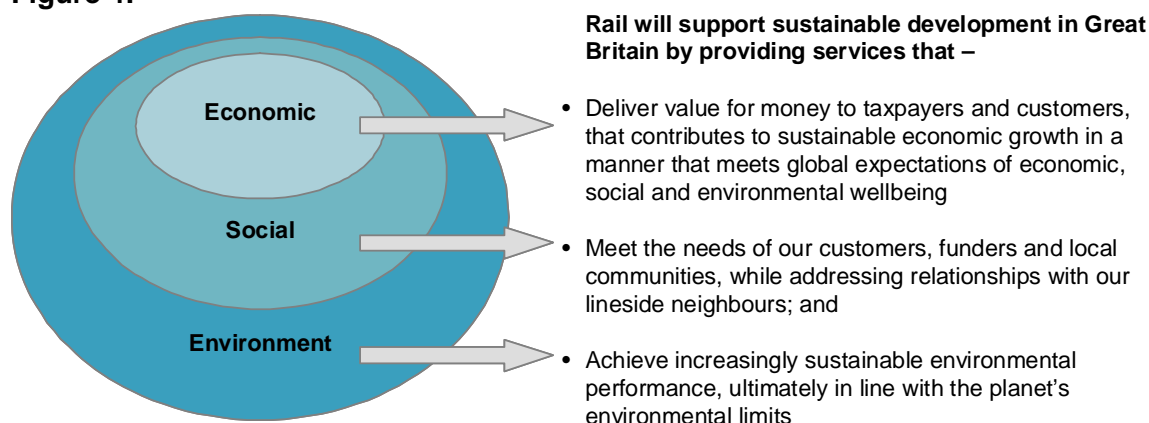 Rail will support sustainable development in Great
Britain by providing services that –
Economic
• Deliver value for money to taxpayers and customers,
that contributes to sustainable economic growth in a
manner that meets global expectations of economic,
social and environmental wellbeing
Social
• Meet the needs of our customers, funders and local
communities, while addressing relationships with our
lineside neighbours; and
Environment
• Achieve increasingly sustainable environmental
performance, ultimately in line with the planet's
environmental limits